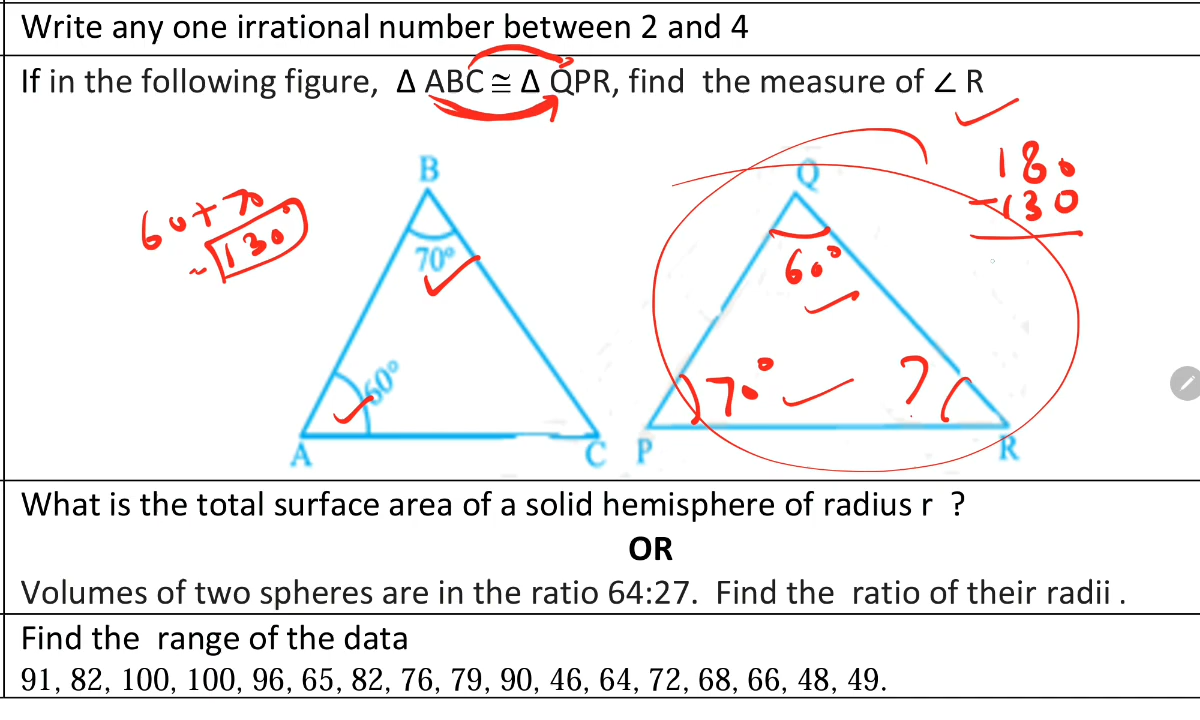 Write any one irrational number between 2 and 4
If in the following figure, Δ ABC ≅ Δ QPR, find the measure of ∠ R
180
-130
60+70
~130
B
Q
70°
60°
60°
70°
?
A
C
P
R
What is the total surface area of a solid hemisphere of radius r ?
OR
Volumes of two spheres are in the ratio 64:27. Find the ratio of their radii .
Find the range of the data
91, 82, 100, 100, 96, 65, 82, 76, 79, 90, 46, 64, 72, 68, 66, 48, 49.